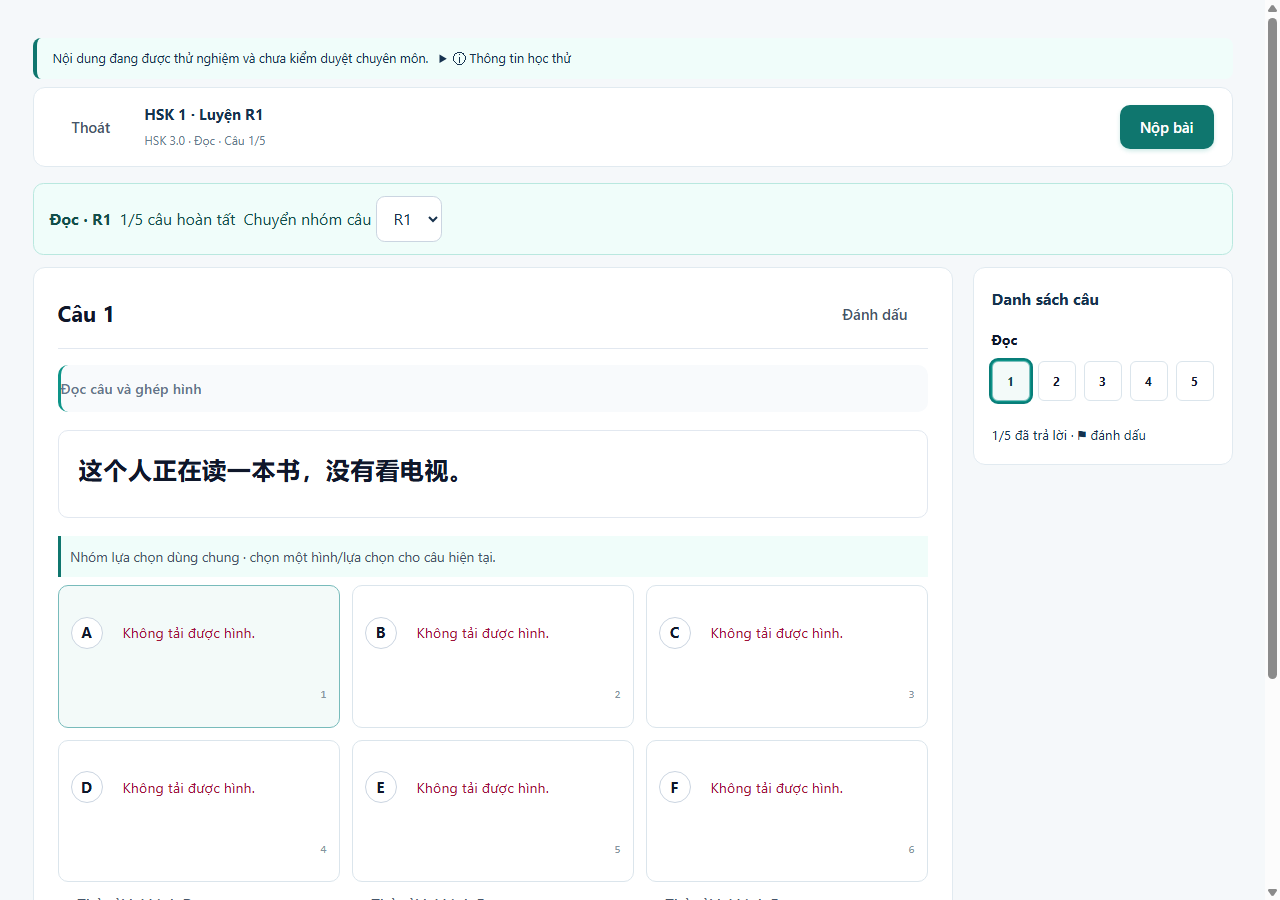 Nội dung đang được thử nghiệm và chưa kiểm duyệt chuyên môn. ▶ ⓘ Thông tin học thử
Thoát
HSK 1 · Luyện R1
HSK 3.0 · Đọc · Câu 1/5
Nộp bài
Đọc · R1 1/5 câu hoàn tất Chuyển nhóm câu R1
Câu 1
Đánh dấu
Đọc câu và ghép hình
这个人正在读一本书，没有看电视。
Nhóm lựa chọn dùng chung · chọn một hình/lựa chọn cho câu hiện tại.
A Không tải được hình.
1
B Không tải được hình.
2
C Không tải được hình.
3
D Không tải được hình.
4
E Không tải được hình.
5
F Không tải được hình.
6
Danh sách câu
Đọc
1 2 3 4 5
1/5 đã trả lời · ⚑ đánh dấu